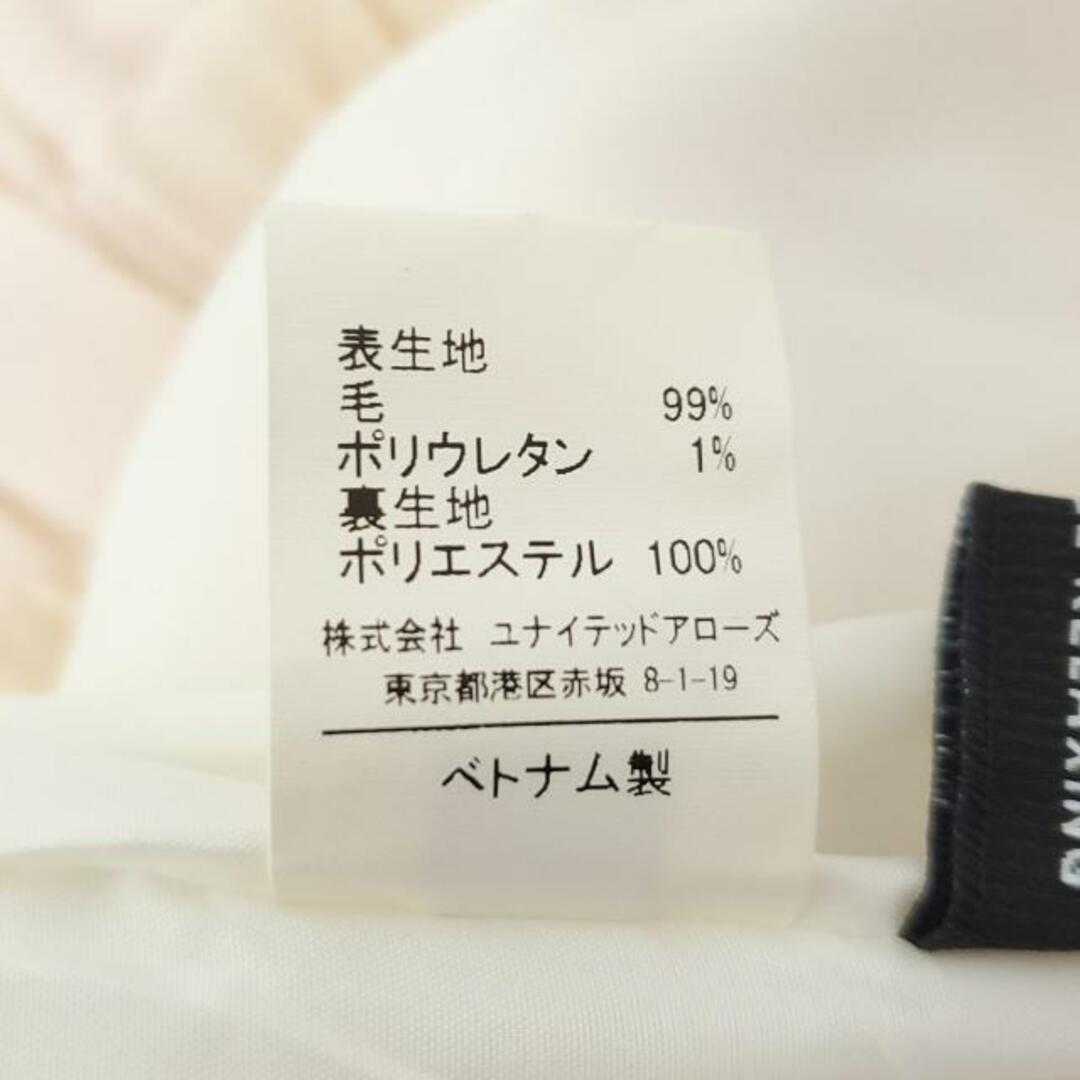 表生地
毛 99%
ポリウレタン 1%
裏生地
ポリエステル 100%
株式会社 ユナイテッドアローズ
東京都港区赤坂 8-1-19
ベトナム製
RELAXING